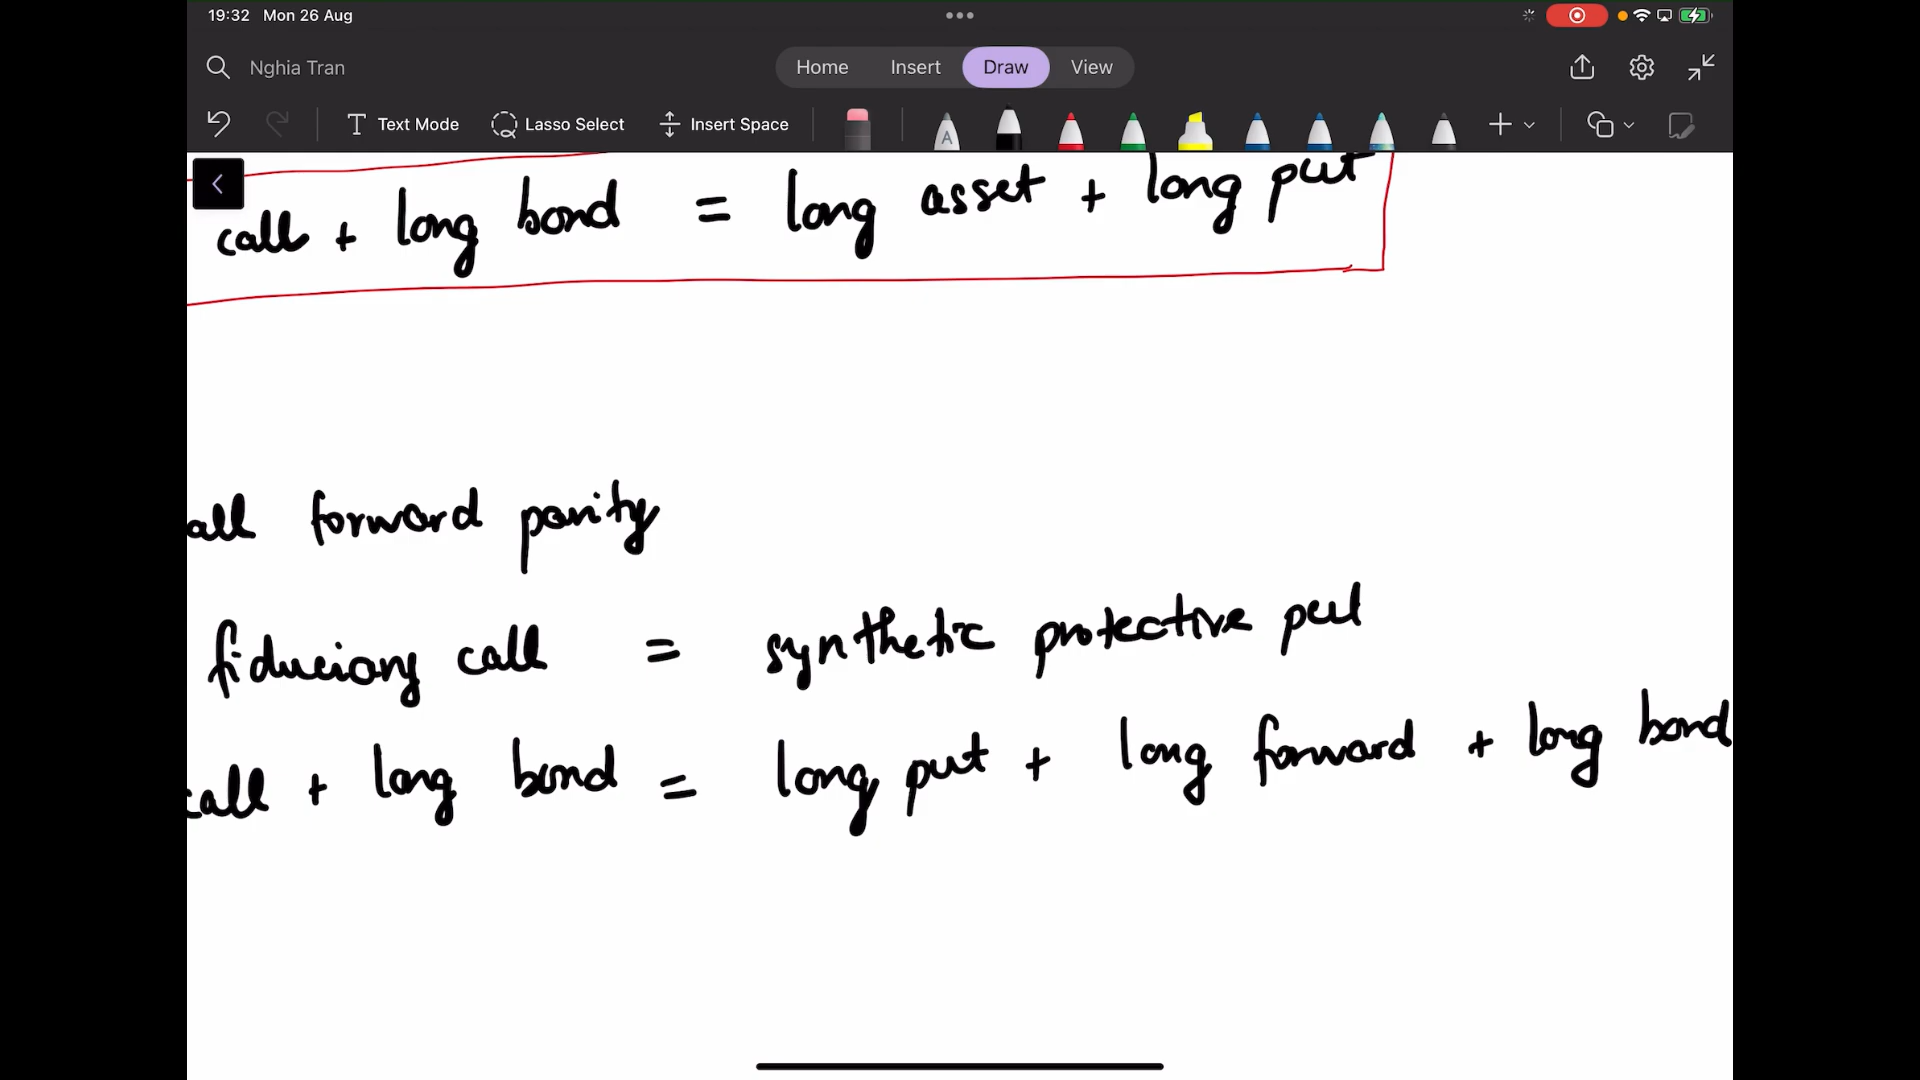 19:32 Mon 26 Aug
Nghia Tran
Home Insert Draw View
Text Mode Lasso Select Insert Space
A
call + long bond = long asset + long put
all forward parity
fiduciary call = synthetic protective put
call + long bond = long put + long forward + long bond